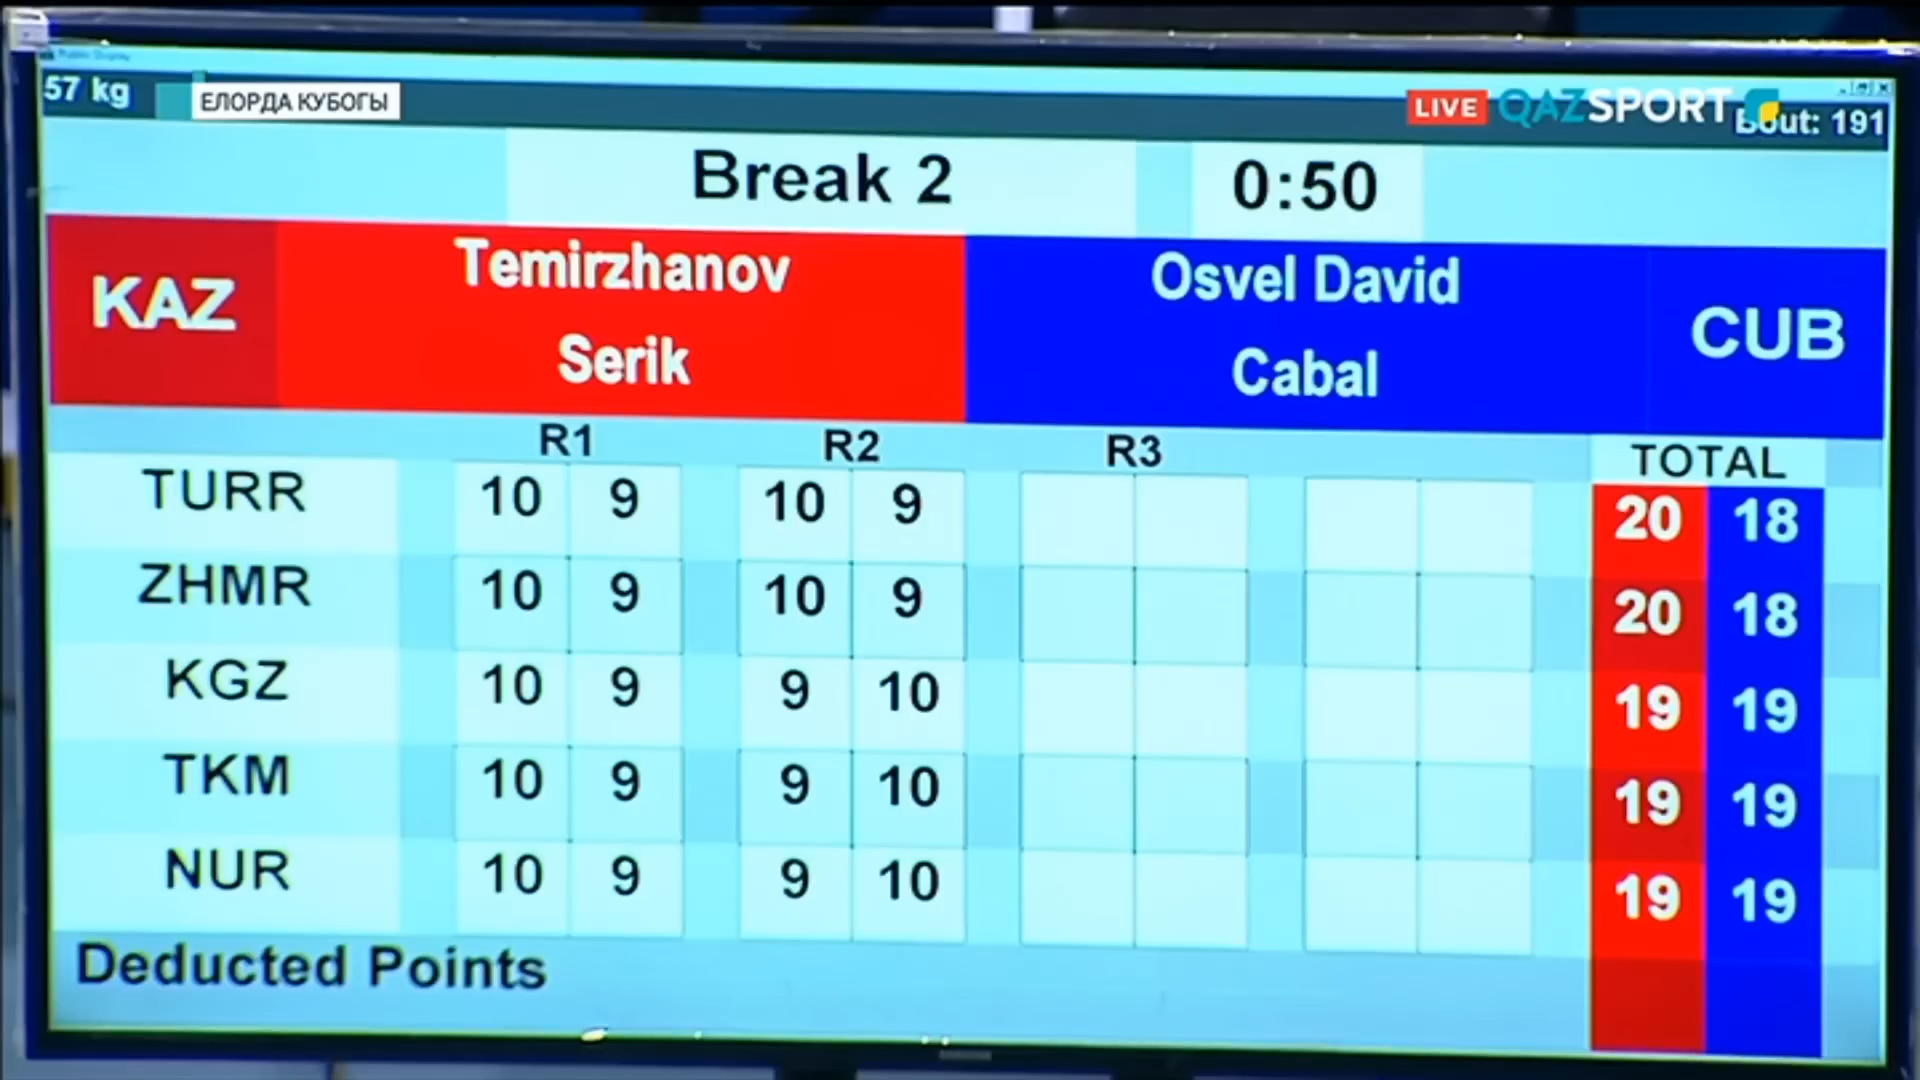 57 kg
ЕЛОРДА КУБОГЫ
LIVE QAZSPORT
Bout: 191
Break 2 0:50
KAZ
Temirzhanov
Serik
Osvel David
Cabal
CUB
R1 R2 R3 TOTAL
TURR 10 9 10 9 20 18
ZHMR 10 9 10 9 20 18
KGZ 10 9 9 10 19 19
TKM 10 9 9 10 19 19
NUR 10 9 9 10 19 19
Deducted Points